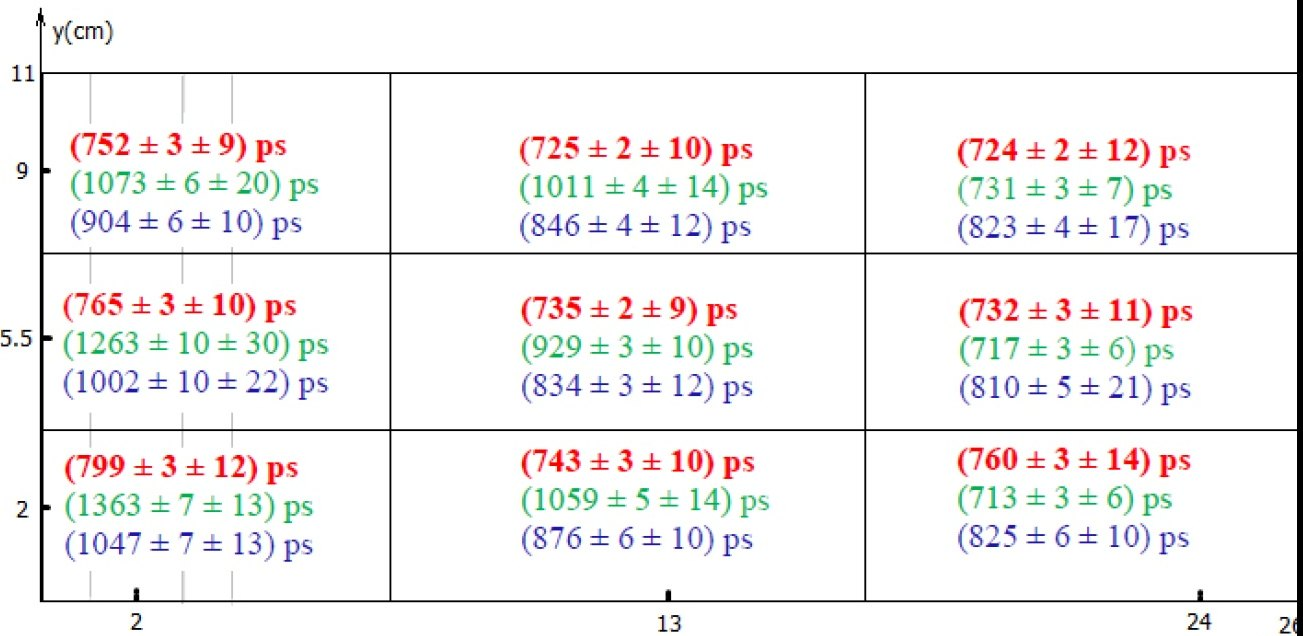 y(cm)
11
(752 ± 3 ± 9) ps
(1073 ± 6 ± 20) ps
(904 ± 6 ± 10) ps
(725 ± 2 ± 10) ps
(1011 ± 4 ± 14) ps
(846 ± 4 ± 12) ps
(724 ± 2 ± 12) ps
(731 ± 3 ± 7) ps
(823 ± 4 ± 17) ps
9
(765 ± 3 ± 10) ps
(1263 ± 10 ± 30) ps
(1002 ± 10 ± 22) ps
(735 ± 2 ± 9) ps
(929 ± 3 ± 10) ps
(834 ± 3 ± 12) ps
(732 ± 3 ± 11) ps
(717 ± 3 ± 6) ps
(810 ± 5 ± 21) ps
5.5
(799 ± 3 ± 12) ps
(1363 ± 7 ± 13) ps
(1047 ± 7 ± 13) ps
(743 ± 3 ± 10) ps
(1059 ± 5 ± 14) ps
(876 ± 6 ± 10) ps
(760 ± 3 ± 14) ps
(713 ± 3 ± 6) ps
(825 ± 6 ± 10) ps
2
2
13
24